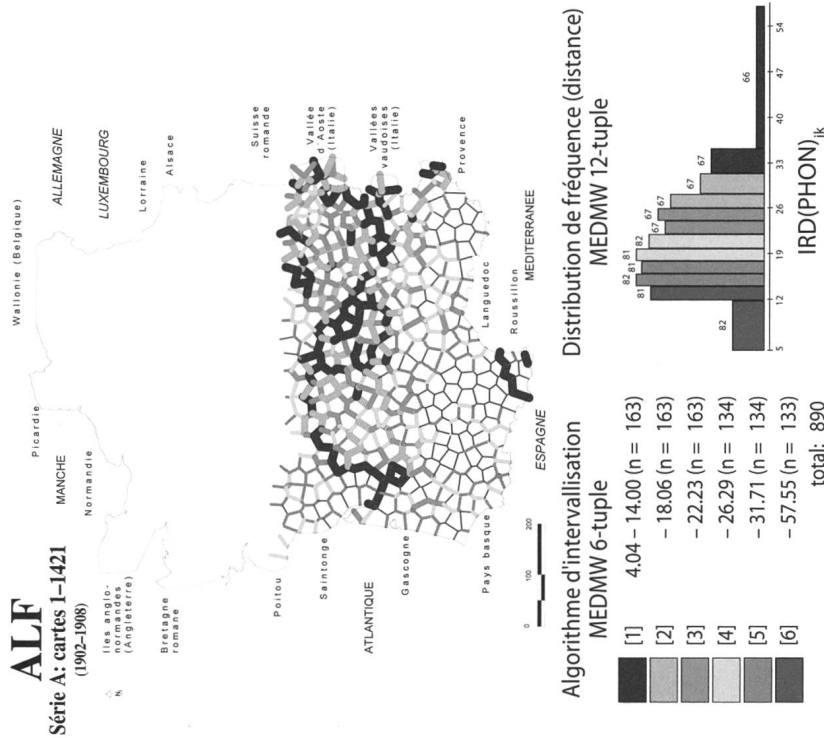 ALF
Série A: cartes 1–1421
(1902–1908)
Wallonie (Belgique)
ALLEMAGNE
LUXEMBOURG
Lorraine
Alsace
Picardie
MANCHE
Normandie
Iles anglo-
normandes
(Angleterre)
Bretagne
romane
N
Suisse
romande
Vallée
d'Aoste
(Italie)
Vallées
vaudoises
(Italie)
Provence
Poitou
Saintonge
ATLANTIQUE
Gascogne
Pays basque
Languedoc
Roussillon
MEDITERRANEE
ESPAGNE
0 100 200
Algorithme d'intervallisation
MEDMW 6-tuple
[1] 4.04 – 14.00 (n = 163)
[2] – 18.06 (n = 163)
[3] – 22.23 (n = 163)
[4] – 26.29 (n = 134)
[5] – 31.71 (n = 134)
[6] – 57.55 (n = 133)
total: 890
Distribution de fréquence (distance)
MEDMW 12-tuple
82 81 82 81 81 82 67 67 67 67 67 66
5 12 19 26 33 40 47 54
IRD(PHON)jk